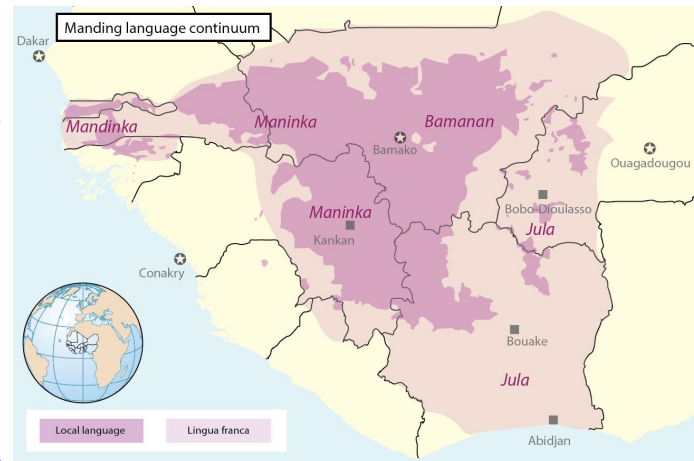 Manding language continuum
Dakar
Mandinka
Maninka
Bamanan
Bamako
Ouagadougou
Maninka
Bobo-Dioulasso
Jula
Kankan
Conakry
Bouake
Jula
Local language
Lingua franca
Abidjan